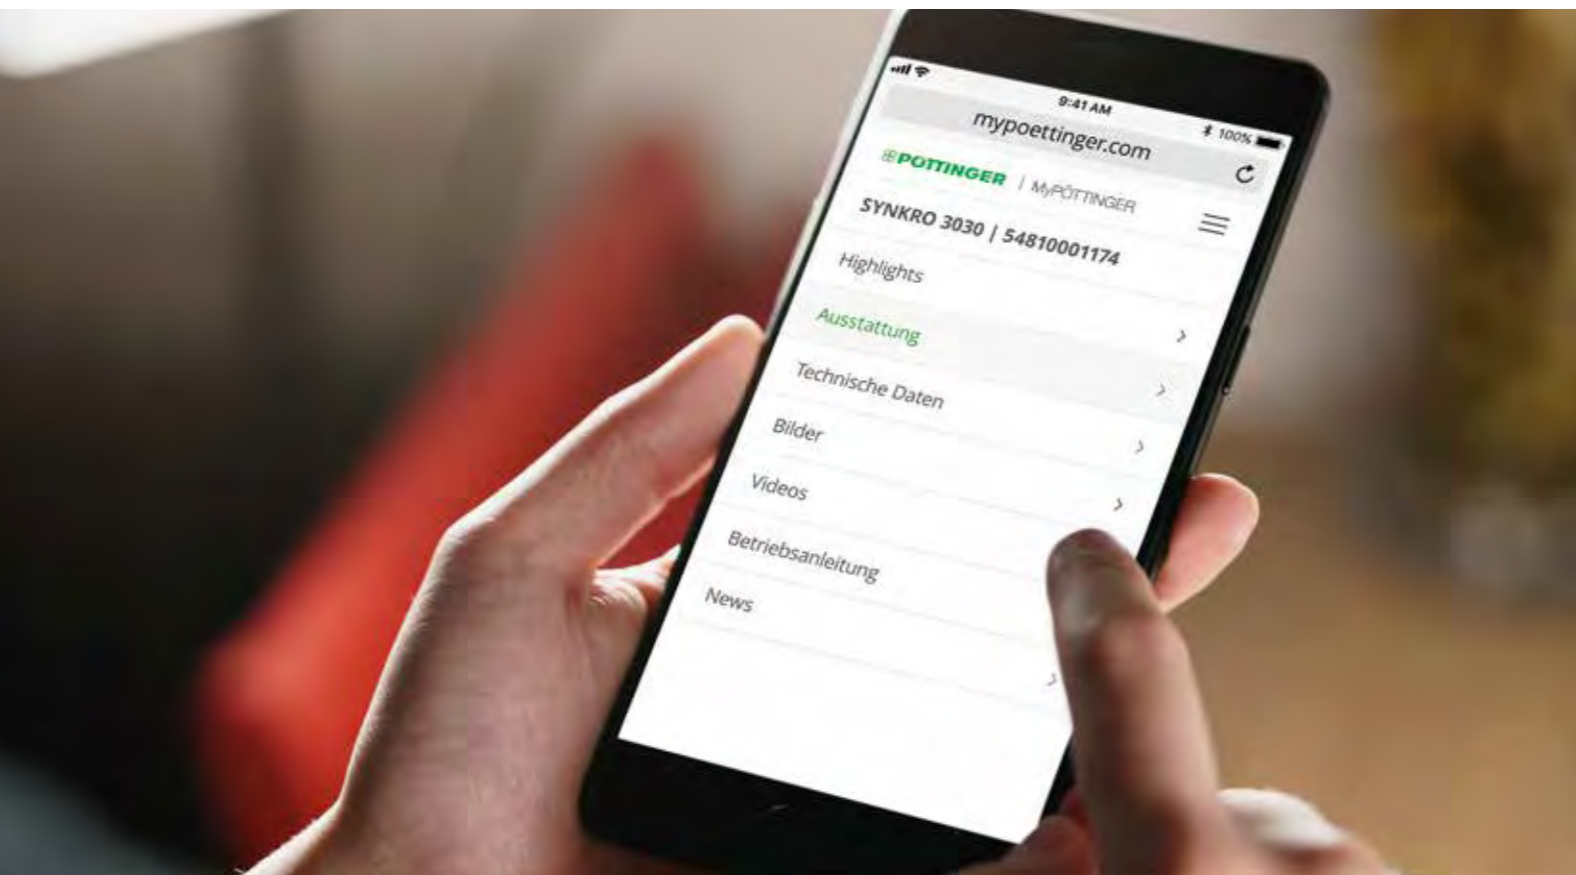 9:41 AM
100%
mypoettinger.com
PÖTTINGER | MyPÖTTINGER
SYNKRO 3030 | 54810001174
Highlights
Ausstattung
Technische Daten
Bilder
Videos
Betriebsanleitung
News